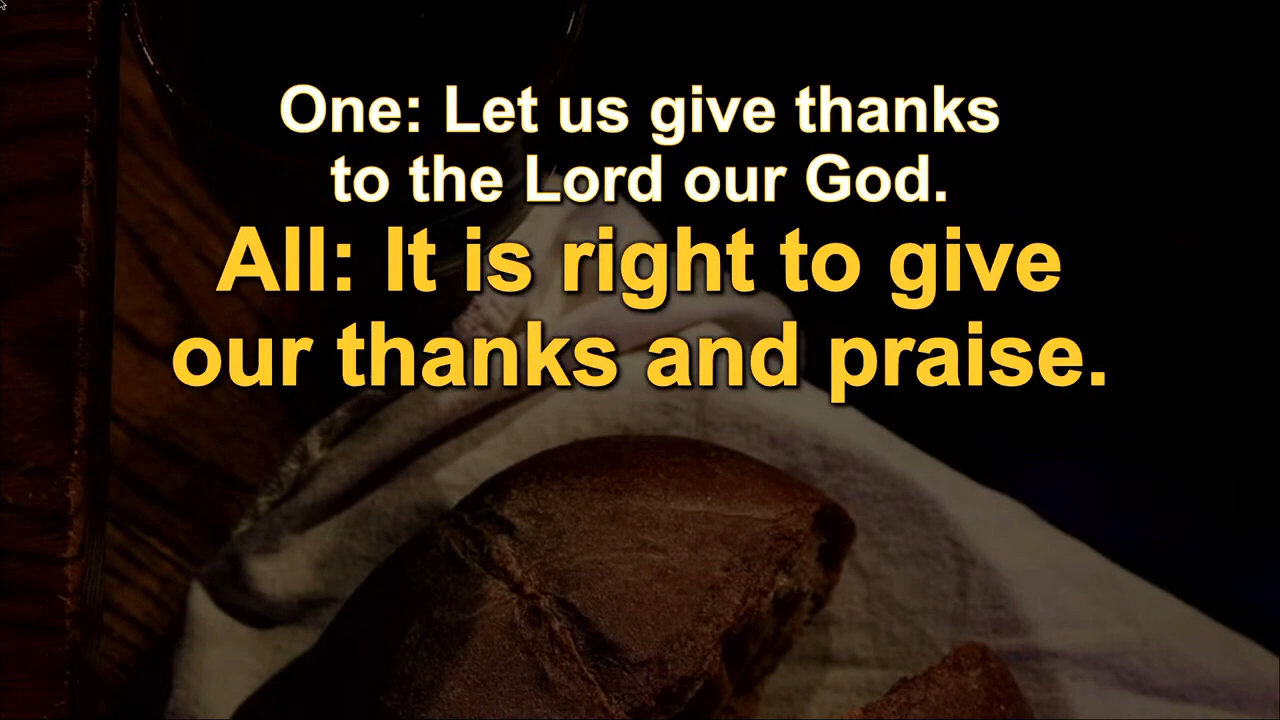 One: Let us give thanks
to the Lord our God.
All: It is right to give
our thanks and praise.